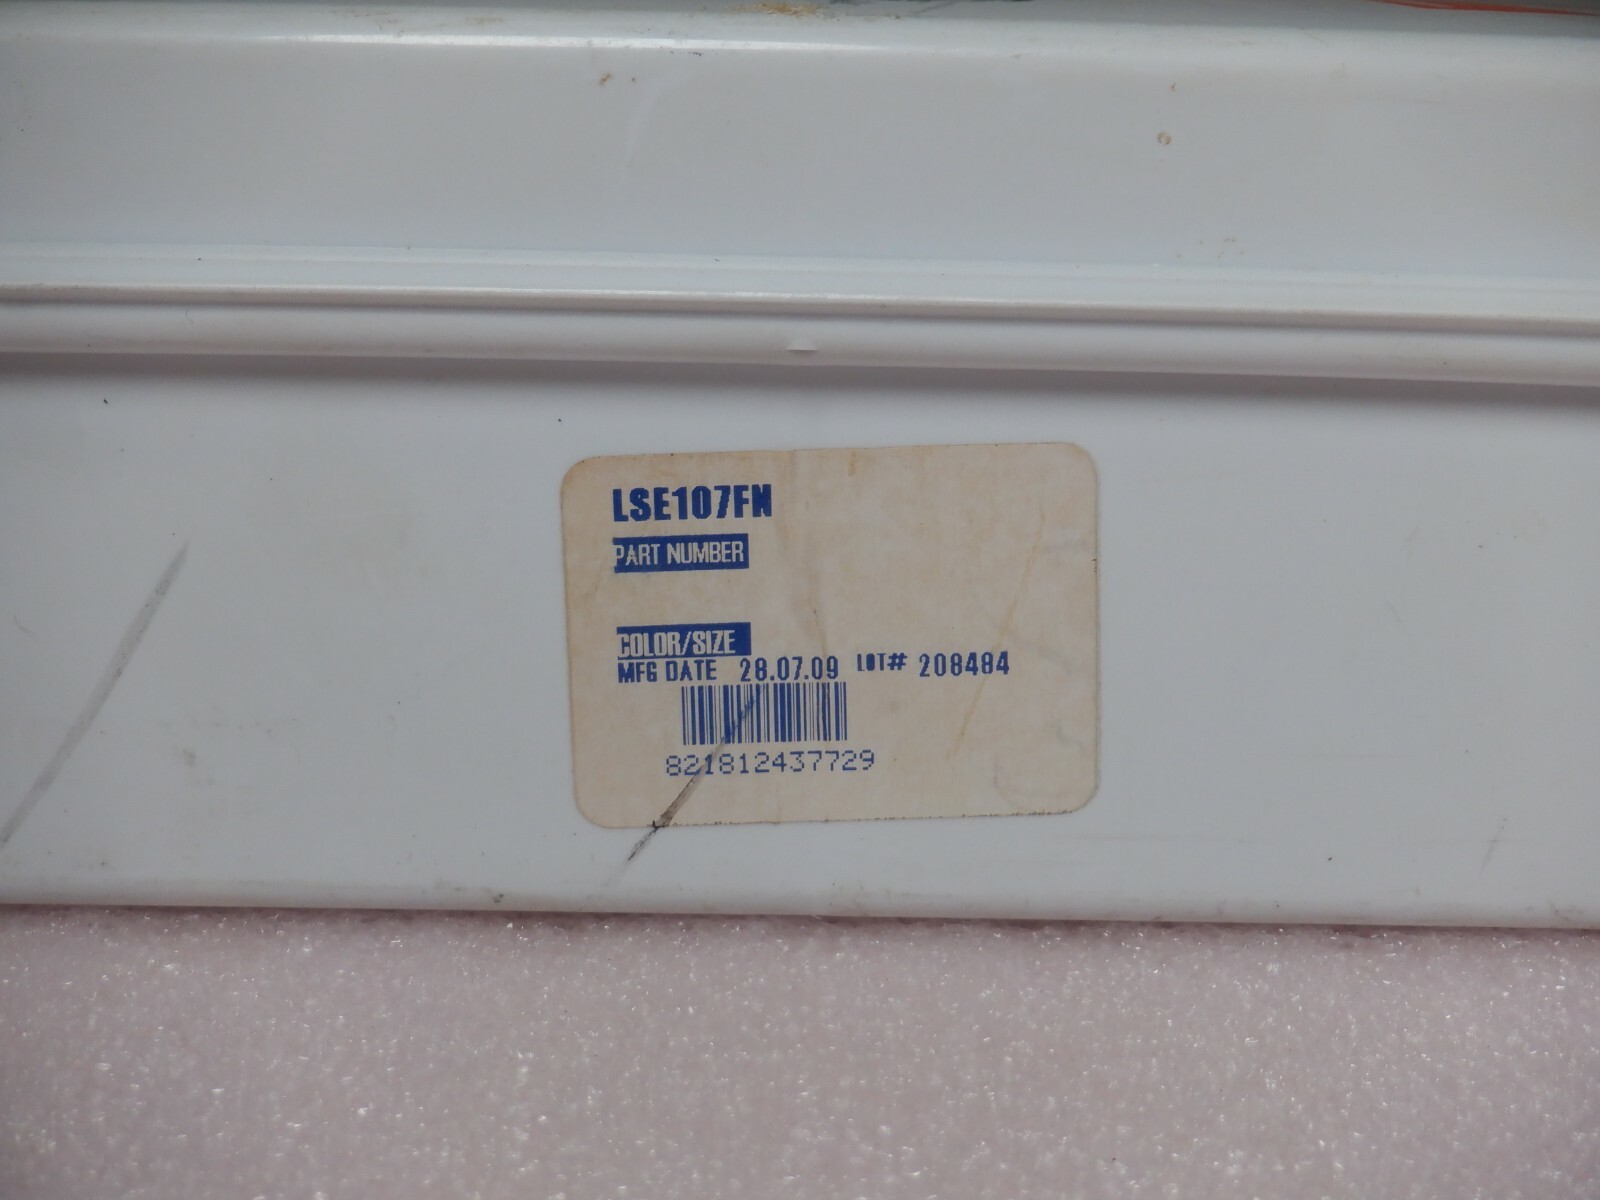 LSE107FN
PART NUMBER
COLOR/SIZE
MFG DATE 28.07.09 LOT# 208484
821812437729